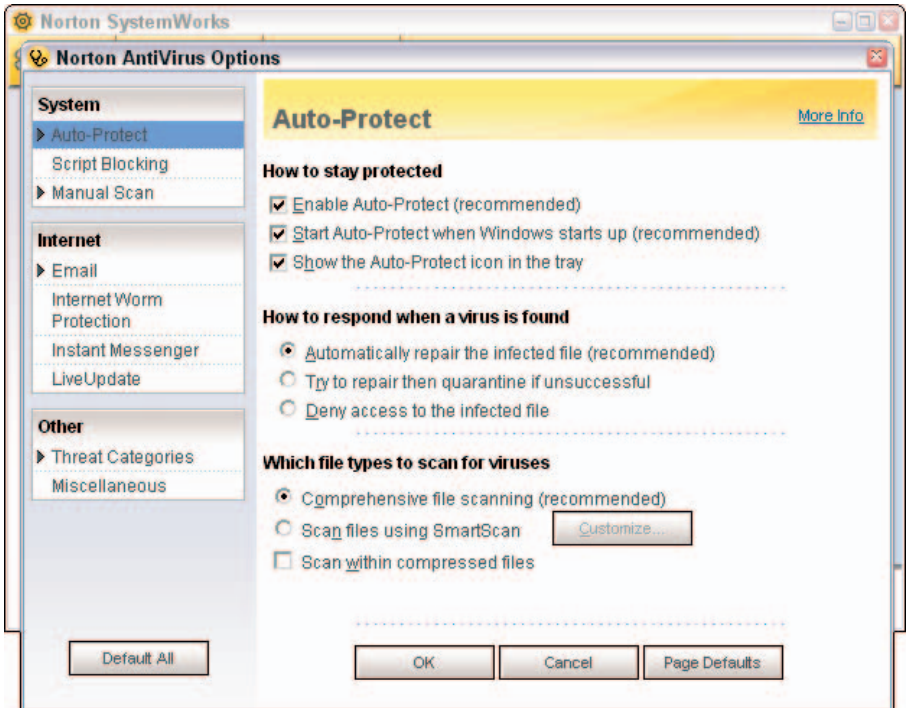 Norton SystemWorks
Norton AntiVirus Options
System
Auto-Protect
Script Blocking
Manual Scan
Internet
Email
Internet Worm
Protection
Instant Messenger
LiveUpdate
Other
Threat Categories
Miscellaneous
Default All
Auto-Protect
More Info
How to stay protected
Enable Auto-Protect (recommended)
Start Auto-Protect when Windows starts up (recommended)
Show the Auto-Protect icon in the tray
How to respond when a virus is found
Automatically repair the infected file (recommended)
Try to repair then quarantine if unsuccessful
Deny access to the infected file
Which file types to scan for viruses
Comprehensive file scanning (recommended)
Scan files using SmartScan
Customize...
Scan within compressed files
OK
Cancel
Page Defaults